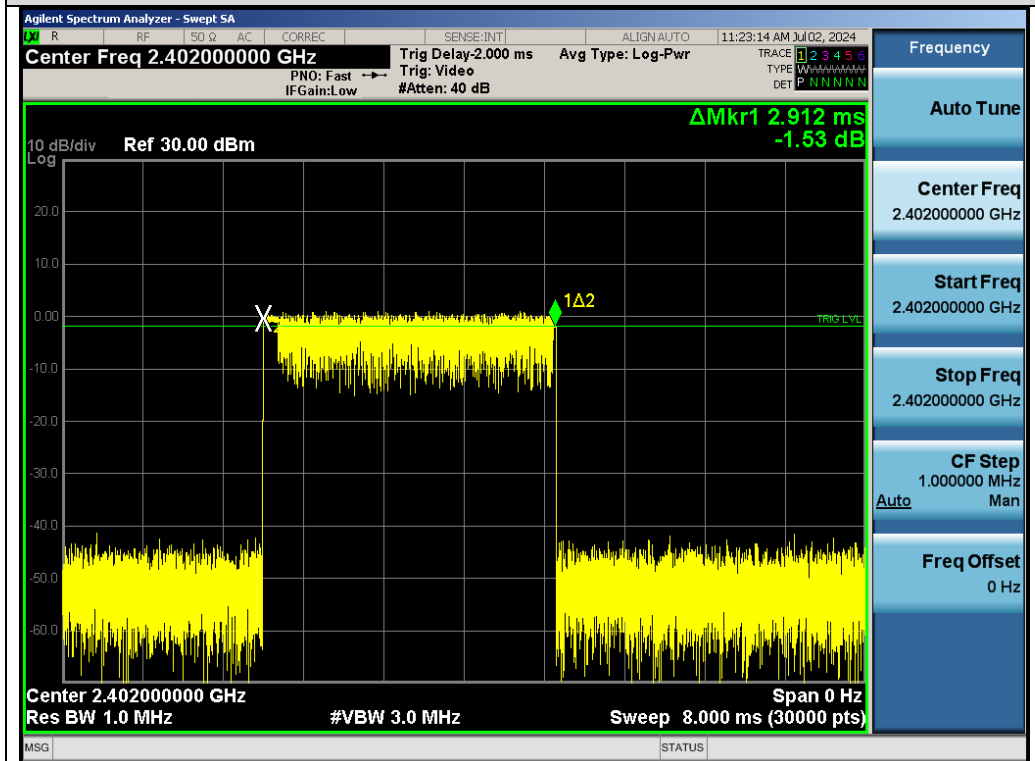 Agilent Spectrum Analyzer - Swept SA
LXI R RF 50 Ω AC CORREC SENSE:INT ALIGN AUTO 11:23:14 AM Jul 02, 2024
Center Freq 2.402000000 GHz
PNO: Fast
IFGain:Low
Trig Delay-2.000 ms
Trig: Video
#Atten: 40 dB
Avg Type: Log-Pwr
TRACE 1 2 3 4 5 6
TYPE WWWWWW
DET P N N N N N
ΔMkr1 2.912 ms
-1.53 dB
10 dB/div Ref 30.00 dBm
Log
20.0
10.0
0.00
-10.0
-20.0
-30.0
-40.0
-50.0
-60.0
1Δ2
TRIG LVL
Center 2.402000000 GHz Span 0 Hz
Res BW 1.0 MHz #VBW 3.0 MHz Sweep 8.000 ms (30000 pts)
MSG STATUS
Frequency
Auto Tune
Center Freq
2.402000000 GHz
Start Freq
2.402000000 GHz
Stop Freq
2.402000000 GHz
CF Step
1.000000 MHz
Auto Man
Freq Offset
0 Hz